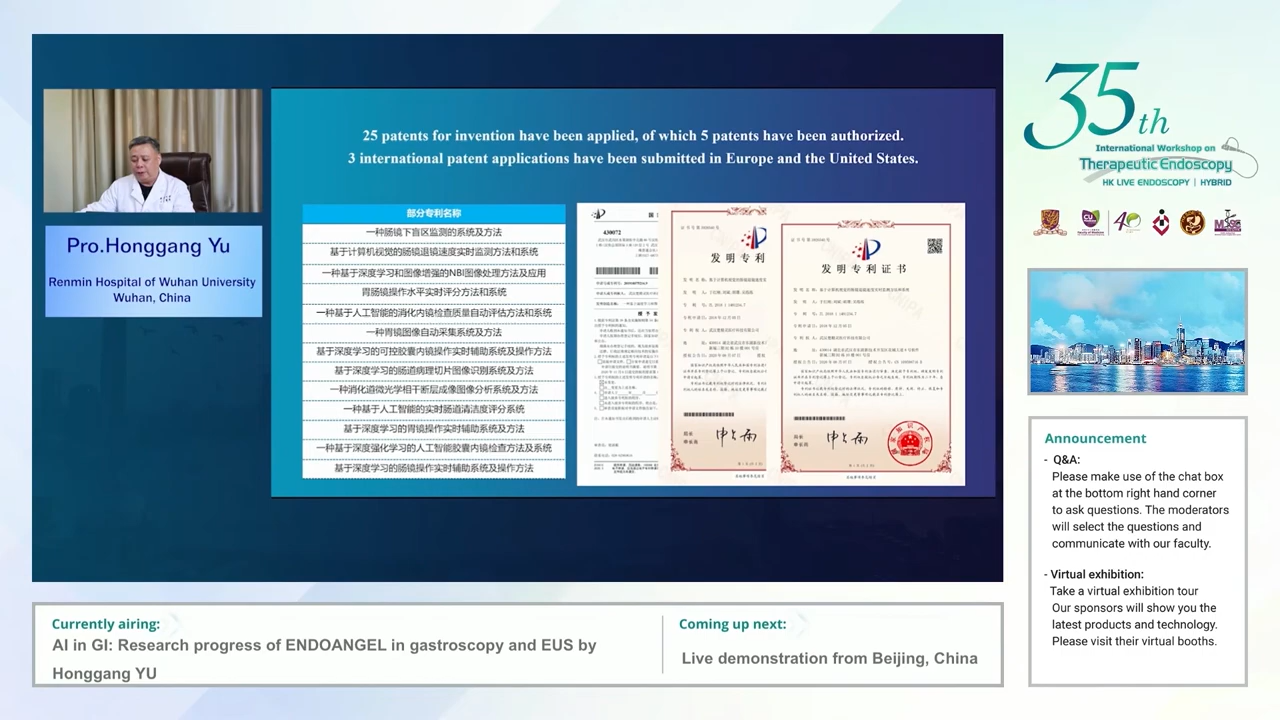 25 patents for invention have been applied, of which 5 patents have been authorized.
3 international patent applications have been submitted in Europe and the United States.
Pro.Honggang Yu
Renmin Hospital of Wuhan University
Wuhan, China
部分专利名称
一种肠镜下盲区监测的系统及方法
基于计算机视觉的肠镜退镜速度实时监测方法和系统
一种基于深度学习和图像增强的NBI图像处理方法及应用
胃肠镜操作水平实时评分方法和系统
一种基于人工智能的消化内镜检查质量自动评估方法和系统
一种胃镜图像自动采集系统及方法
基于深度学习的可控胶囊内镜操作实时辅助系统及操作方法
基于深度学习的肠道病理切片图像识别系统及方法
一种消化道微光学相干断层成像图像分析系统及方法
一种基于人工智能的实时肠道清洁度评分系统
基于深度学习的胃镜操作实时辅助系统及方法
一种基于深度强化学习的人工智能胶囊内镜检查方法及系统
基于深度学习的肠镜操作实时辅助系统及操作方法
430072
发明专利
发明专利证书
35th
International Workshop on
Therapeutic Endoscopy
HK LIVE ENDOSCOPY | HYBRID
Announcement
- Q&A:
Please make use of the chat box
at the bottom right hand corner
to ask questions. The moderators
will select the questions and
communicate with our faculty.
- Virtual exhibition:
Take a virtual exhibition tour
Our sponsors will show you the
latest products and technology.
Please visit their virtual booths.
Currently airing:
AI in GI: Research progress of ENDOANGEL in gastroscopy and EUS by
Honggang YU
Coming up next:
Live demonstration from Beijing, China